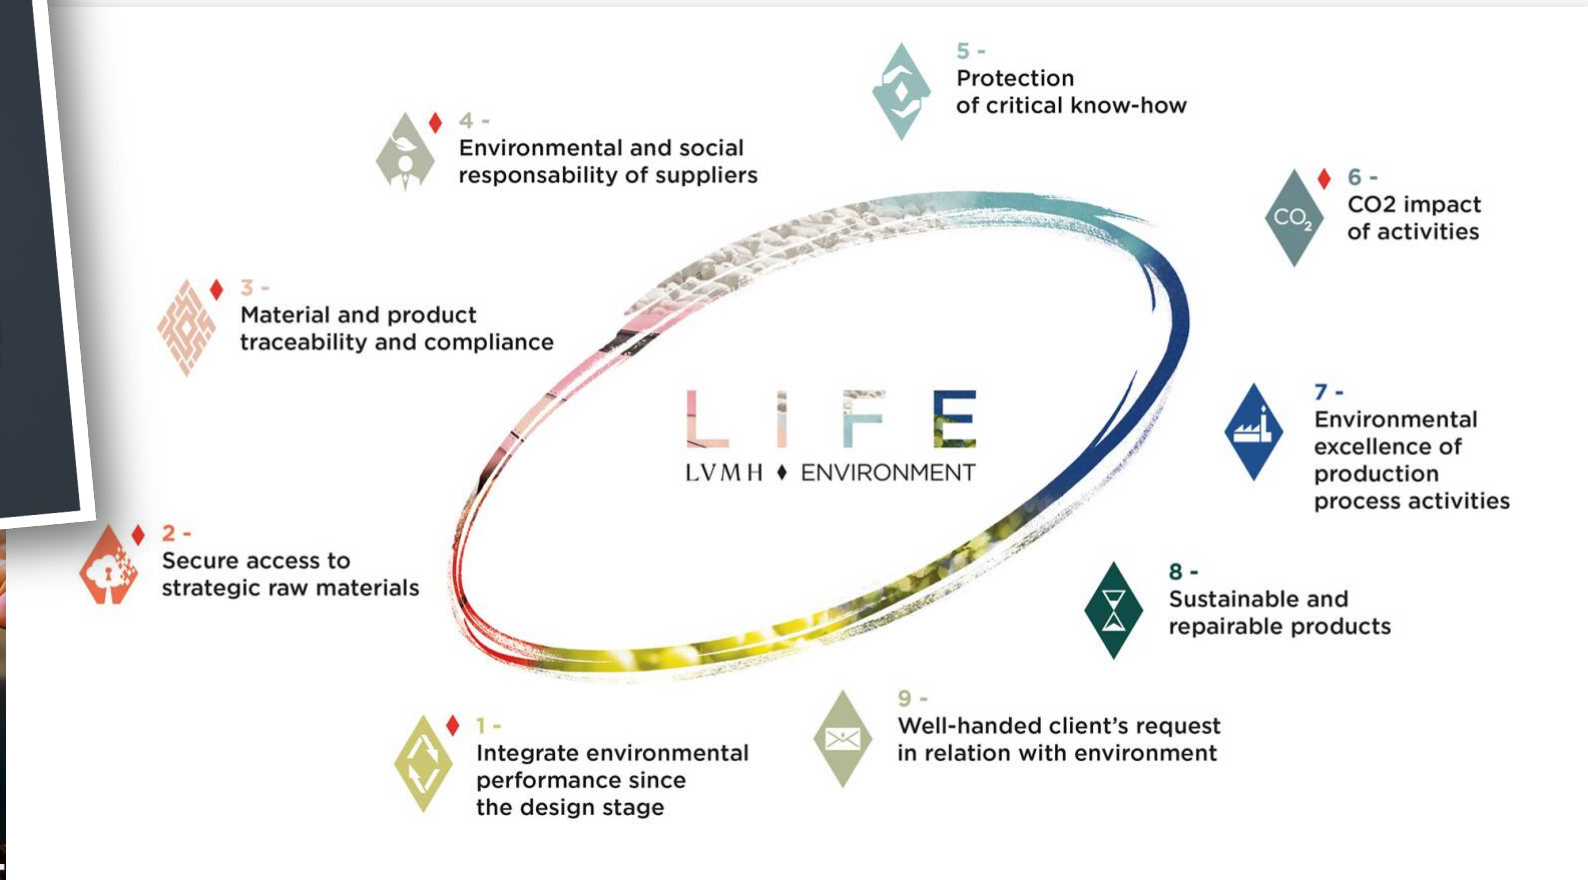 5 -
Protection
of critical know-how
4 -
Environmental and social
responsability of suppliers
6 -
CO2 impact
of activities
CO2
3 -
Material and product
traceability and compliance
LIFE
LVMH ♦ ENVIRONMENT
7 -
Environmental
excellence of
production
process activities
2 -
Secure access to
strategic raw materials
8 -
Sustainable and
repairable products
9 -
Well-handed client's request
in relation with environment
1 -
Integrate environmental
performance since
the design stage